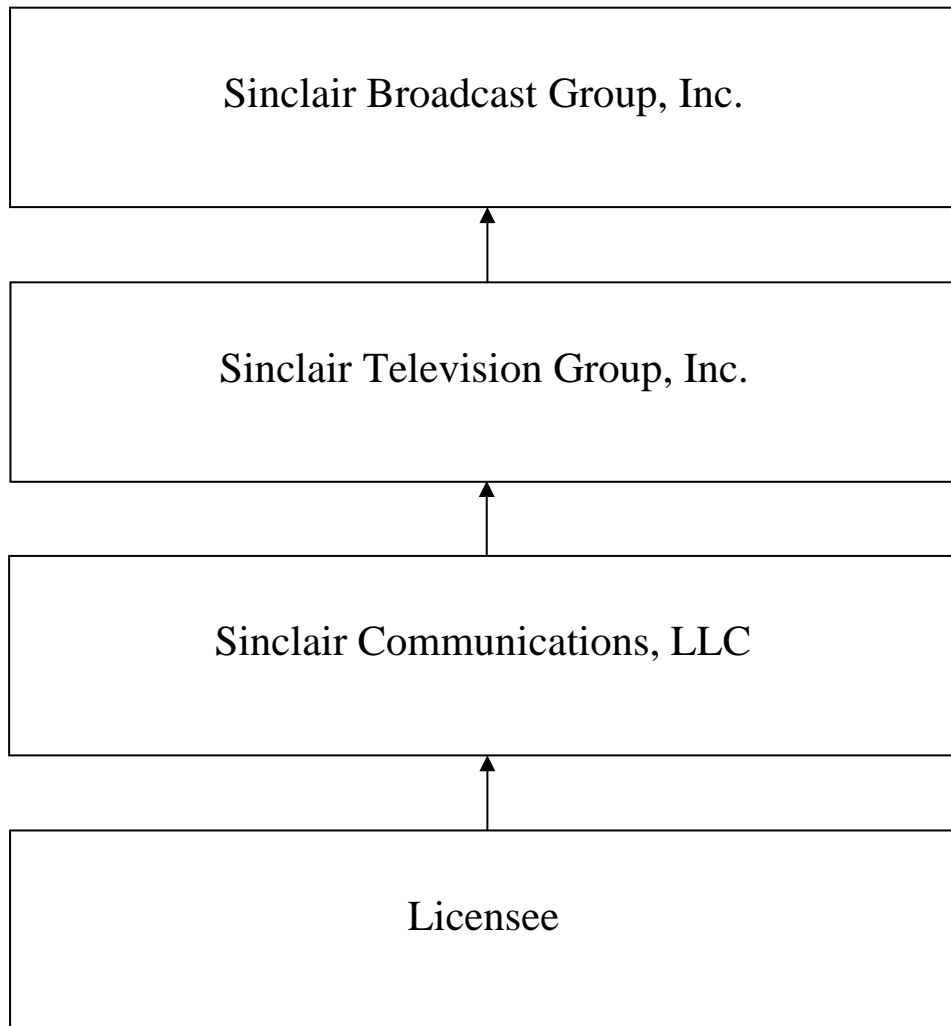 Sinclair Broadcast Group, Inc.
Sinclair Television Group, Inc.
Sinclair Communications, LLC
Licensee